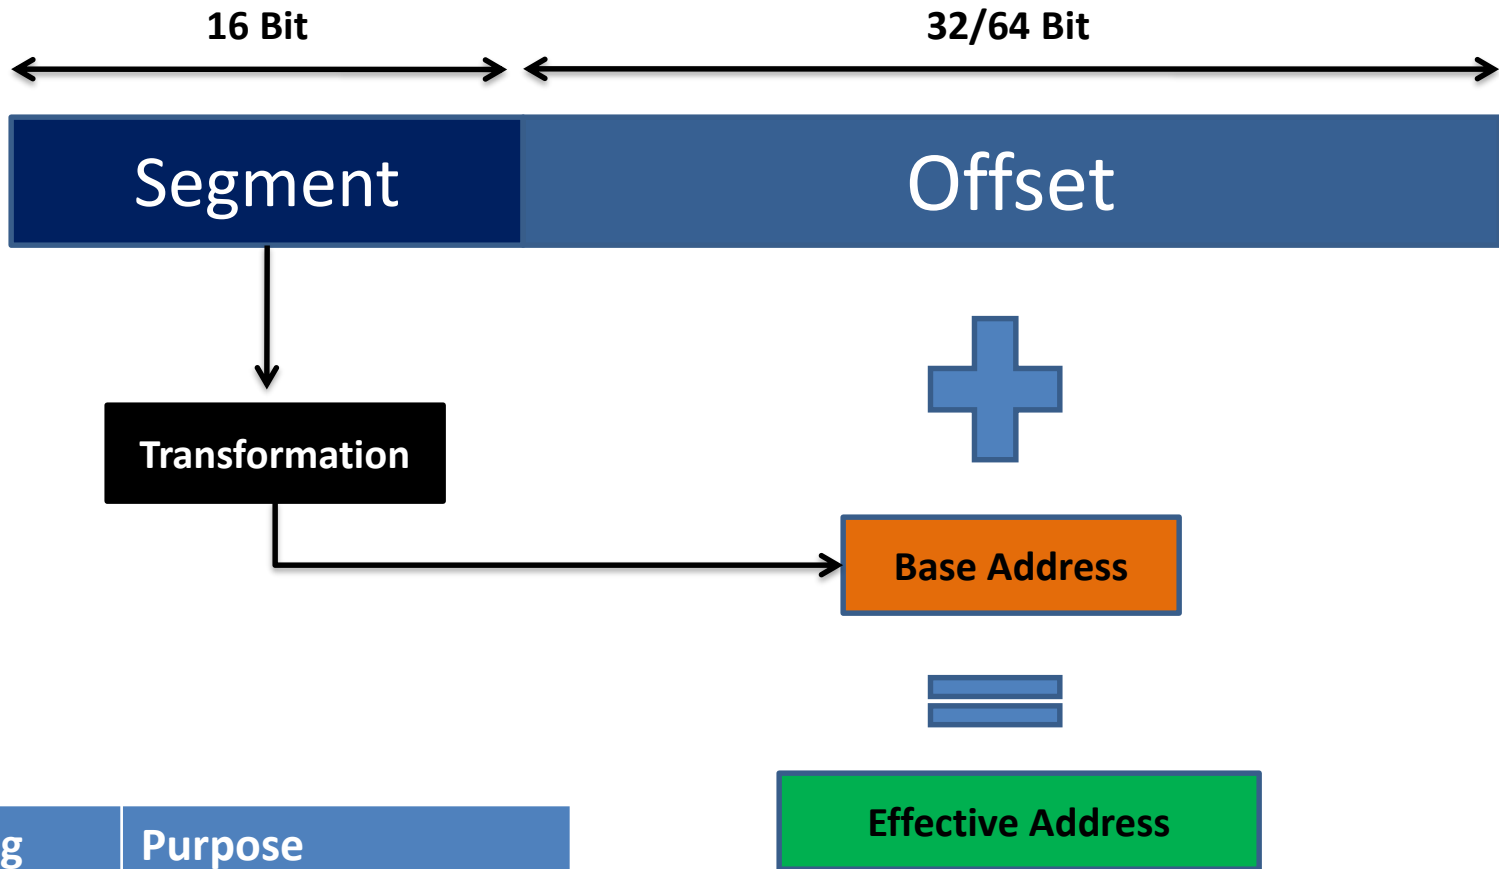 16 Bit 32/64 Bit
Segment Offset
Transformation
Base Address
Effective Address
g Purpose